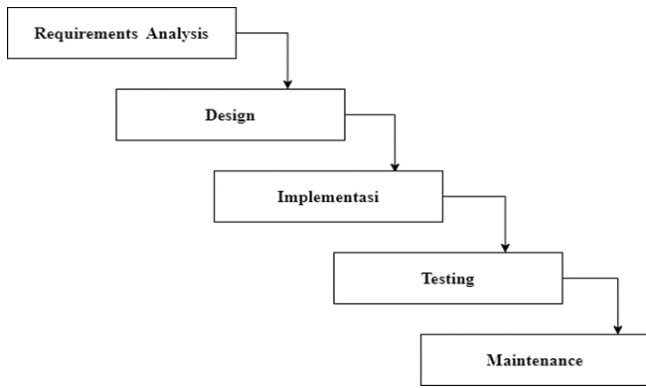 Requirements Analysis
Design
Implementasi
Testing
Maintenance